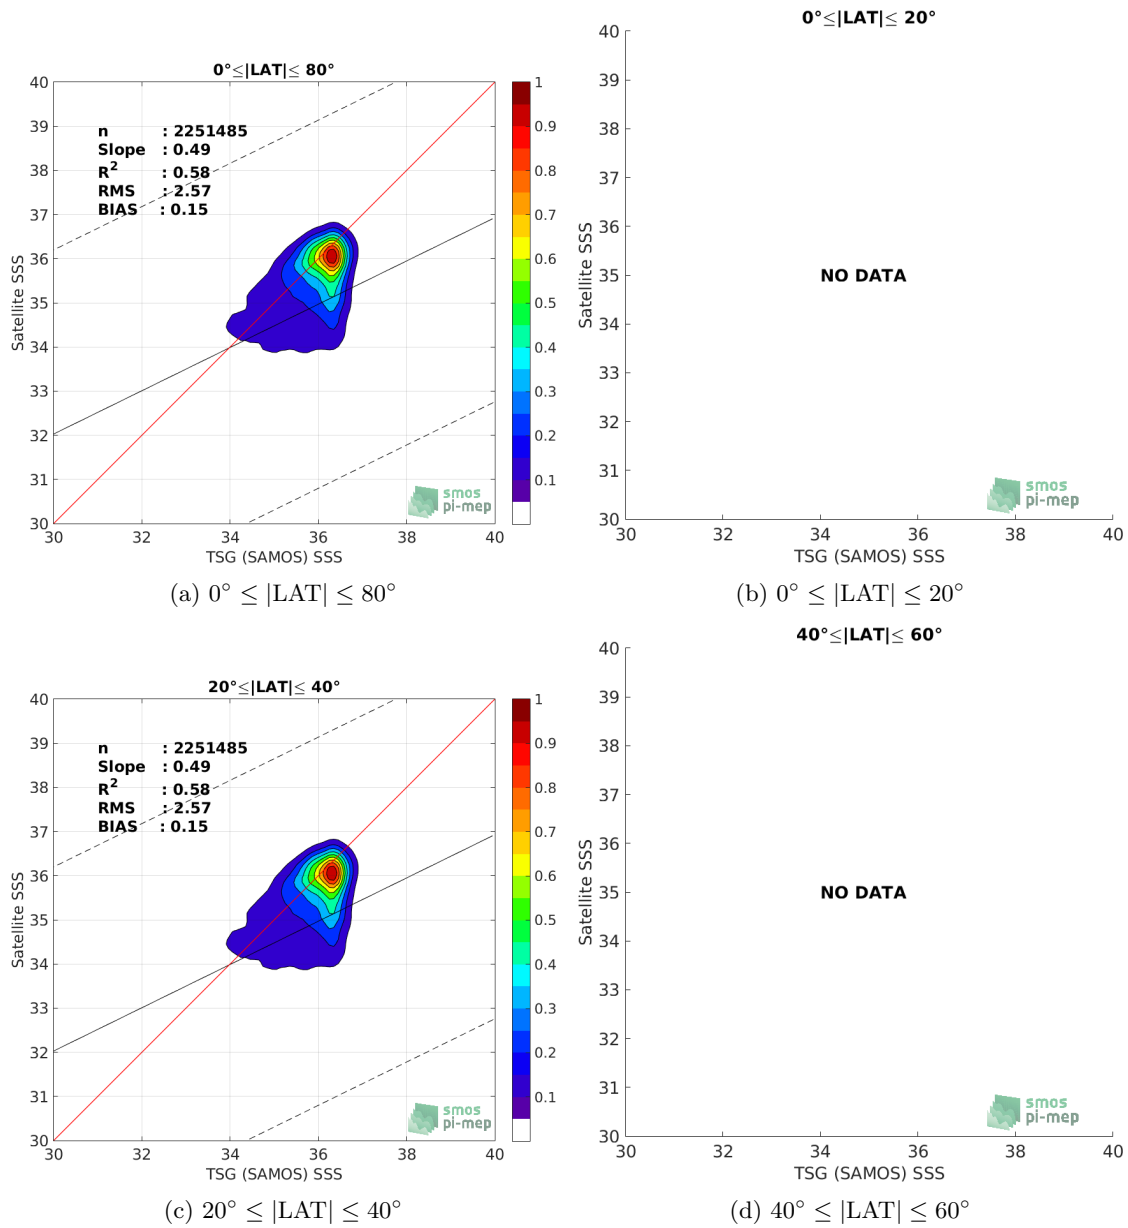 0°≤|LAT|≤ 80°
40
39
38
37
36
35
34
33
32
31
30
Satellite SSS
n : 2251485
Slope : 0.49
R² : 0.58
RMS : 2.57
BIAS : 0.15
1
0.9
0.8
0.7
0.6
0.5
0.4
0.3
0.2
0.1
smos
pi-mep
30 32 34 36 38 40
TSG (SAMOS) SSS
(a) 0° ≤ |LAT| ≤ 80°
0°≤|LAT|≤ 20°
40
39
38
37
36
35
34
33
32
31
30
Satellite SSS
NO DATA
smos
pi-mep
30 32 34 36 38 40
TSG (SAMOS) SSS
(b) 0° ≤ |LAT| ≤ 20°
20°≤|LAT|≤ 40°
40
39
38
37
36
35
34
33
32
31
30
Satellite SSS
n : 2251485
Slope : 0.49
R² : 0.58
RMS : 2.57
BIAS : 0.15
1
0.9
0.8
0.7
0.6
0.5
0.4
0.3
0.2
0.1
smos
pi-mep
30 32 34 36 38 40
TSG (SAMOS) SSS
(c) 20° ≤ |LAT| ≤ 40°
40°≤|LAT|≤ 60°
40
39
38
37
36
35
34
33
32
31
30
Satellite SSS
NO DATA
smos
pi-mep
30 32 34 36 38 40
TSG (SAMOS) SSS
(d) 40° ≤ |LAT| ≤ 60°